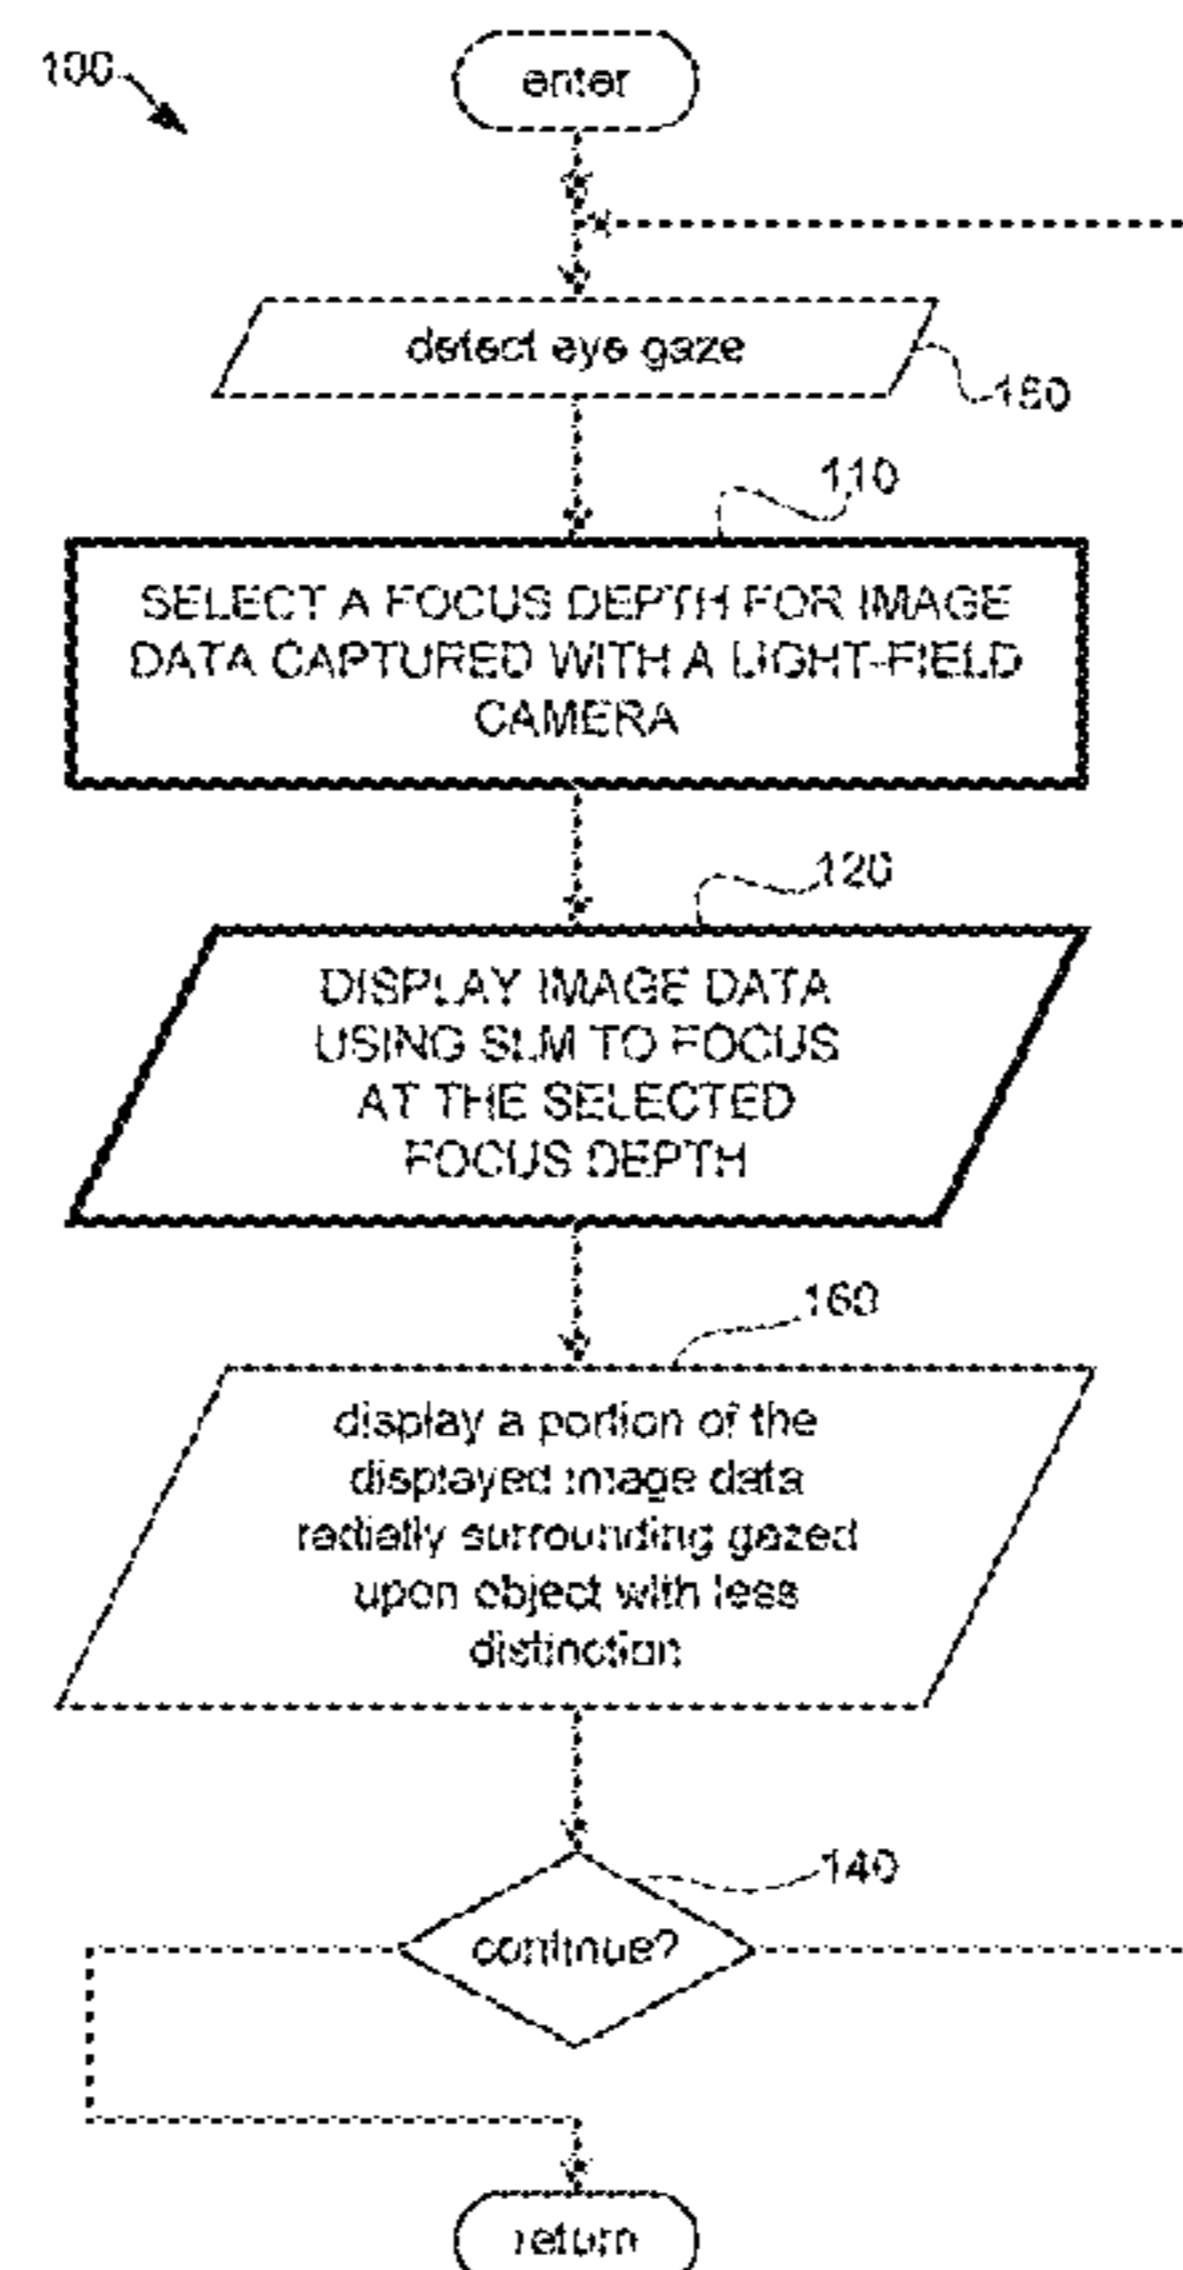 100
enter
detect eye gaze
150
110
SELECT A FOCUS DEPTH FOR IMAGE
DATA CAPTURED WITH A LIGHT-FIELD
CAMERA
120
DISPLAY IMAGE DATA
USING SLM TO FOCUS
AT THE SELECTED
FOCUS DEPTH
160
display a portion of the
displayed image data
radially surrounding gazed
upon object with less
distinction
140
continue?
return